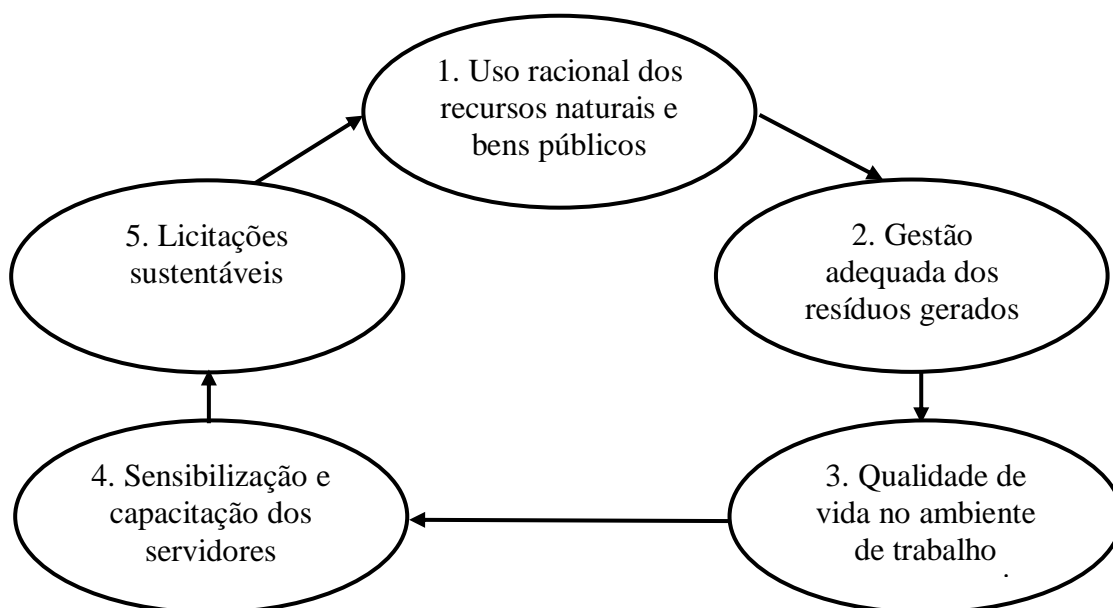 1. Uso racional dos
recursos naturais e
bens públicos
2. Gestão
adequada dos
resíduos gerados
3. Qualidade de
vida no ambiente
de trabalho
.
4. Sensibilização e
capacitação dos
servidores
5. Licitações
sustentáveis